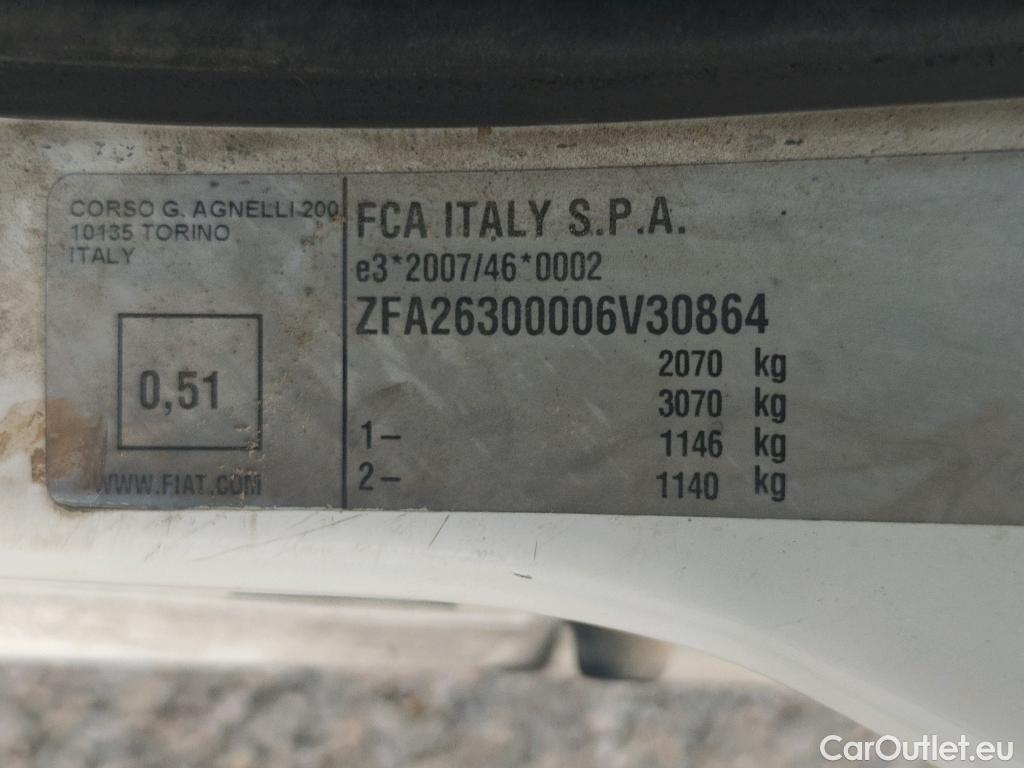 CORSO G. AGNELLI 200
10135 TORINO
ITALY
0,51
WWW.FIAT.COM
FCA ITALY S.P.A.
e3*2007/46*0002
ZFA26300006V30864
2070 kg
3070 kg
1– 1146 kg
2– 1140 kg
CarOutlet.eu